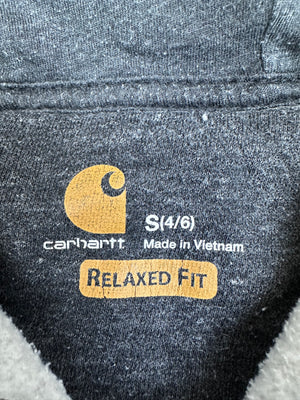 S(4/6)
carhartt
Made in Vietnam
RELAXED FIT